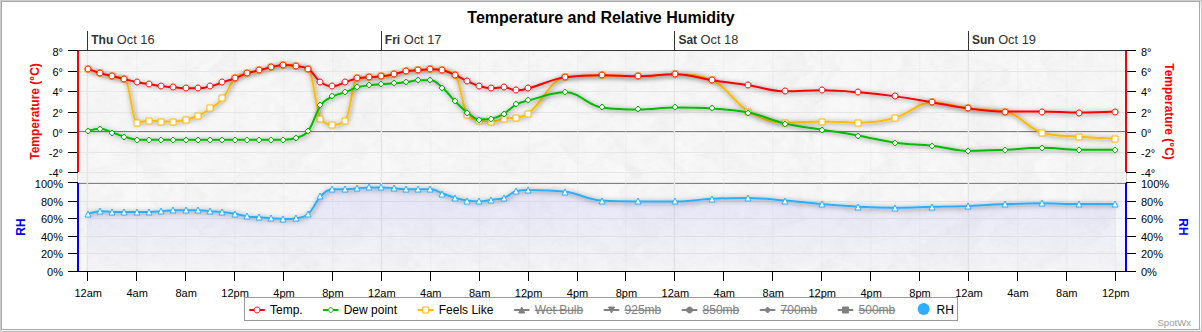 Temperature and Relative Humidity
Thu Oct 16 Fri Oct 17 Sat Oct 18 Sun Oct 19
8° 8°
6° 6°
4° 4°
2° 2°
0° 0°
-2° -2°
-4° -4°
Temperature (°C) Temperature (°C)
100% 100%
80% 80%
60% 60%
40% 40%
20% 20%
0% 0%
RH RH
12am 4am 8am 12pm 4pm 8pm 12am 4am 8am 12pm 4pm 8pm 12am 4am 8am 12pm 4pm 8pm 12am 4am 8am 12pm
Temp. Dew point Feels Like Wet Bulb 925mb 850mb 700mb 500mb RH
SpotWx